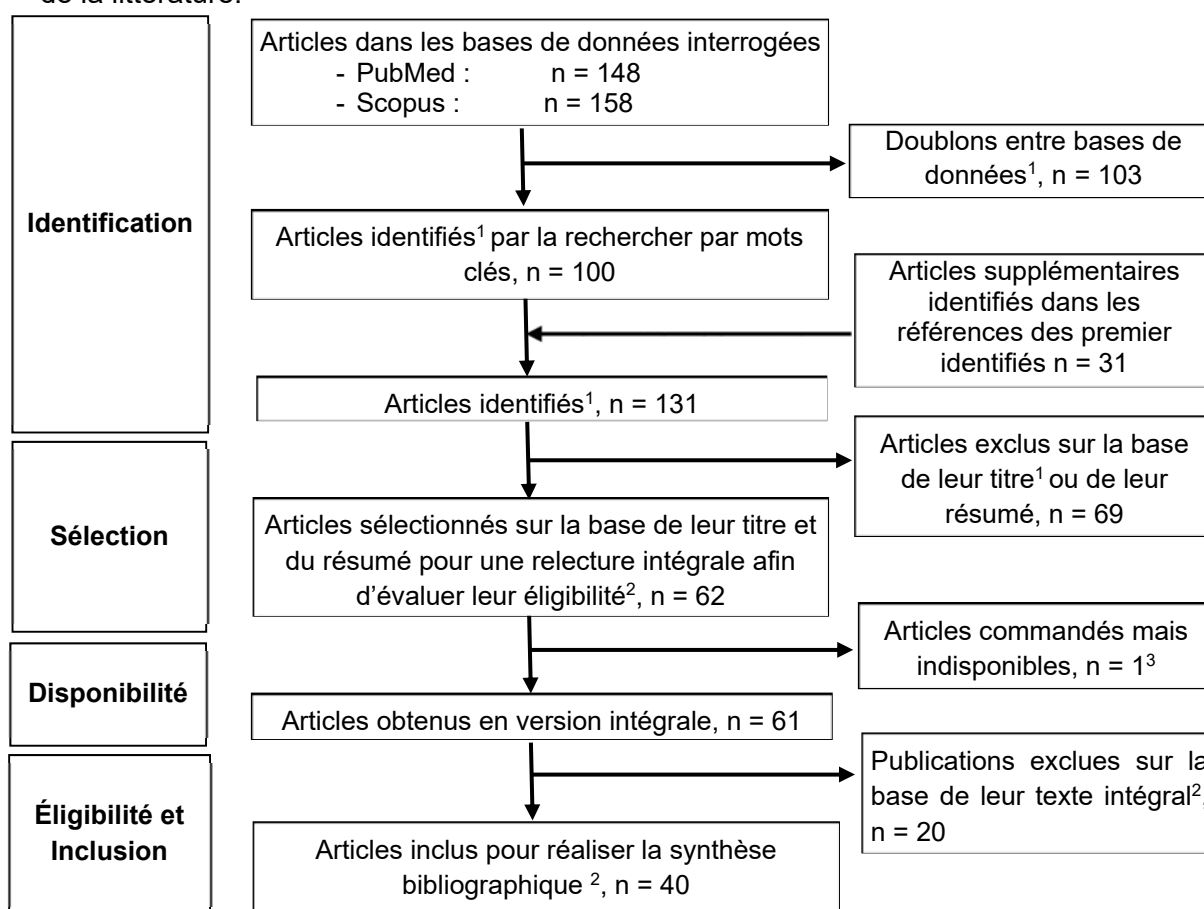 de la littérature.
Articles dans les bases de données interrogées
- PubMed : n = 148
- Scopus : n = 158
Doublons entre bases de
données¹, n = 103
Identification
Articles identifiés¹ par la rechercher par mots
clés, n = 100
Articles supplémentaires
identifiés dans les
références des premier
identifiés n = 31
Articles identifiés¹, n = 131
Articles exclus sur la base
de leur titre¹ ou de leur
résumé, n = 69
Sélection
Articles sélectionnés sur la base de leur titre et
du résumé pour une relecture intégrale afin
d’évaluer leur éligibilité², n = 62
Articles commandés mais
indisponibles, n = 1³
Disponibilité
Articles obtenus en version intégrale, n = 61
Publications exclues sur la
base de leur texte intégral²,
n = 20
Éligibilité et
Inclusion
Articles inclus pour réaliser la synthèse
bibliographique ², n = 40